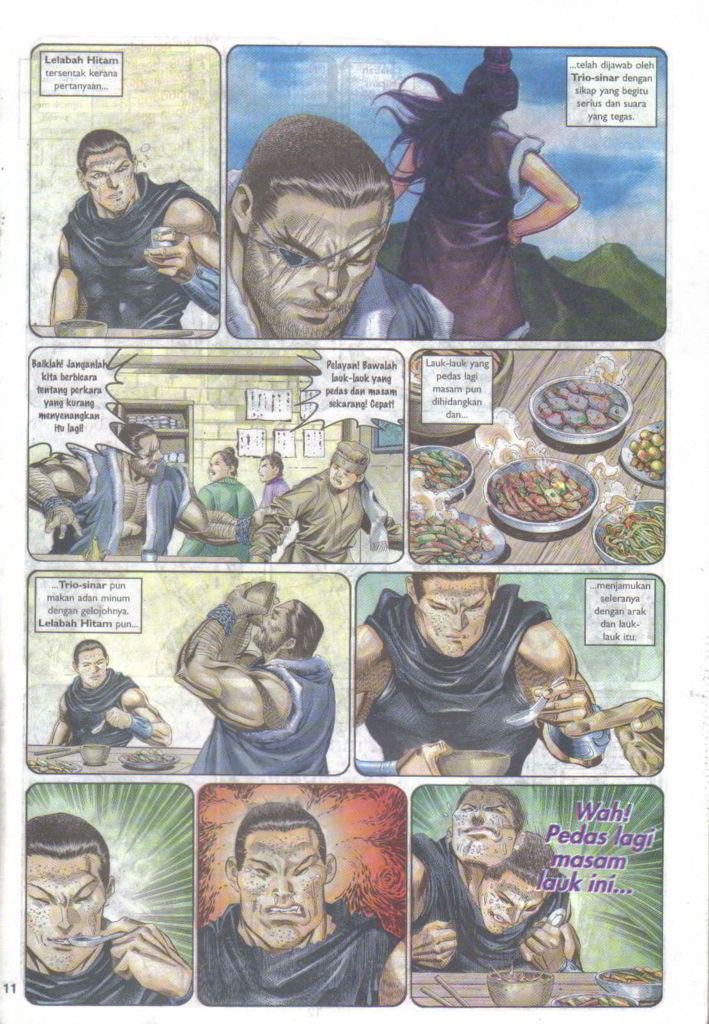 Lelabah Hitam
tersentak kerana
pertanyaan...
...telah dijawab oleh
Trio-sinar dengan
sikap yang begitu
serius dan suara
yang tegas.
Baiklah! Janganlah
kita berbicara
tentang perkara
yang kurang
menyenangkan
itu lagi!
Pelayan! Bawalah
lauk-lauk yang
pedas dan masam
sekarang! Cepat!
Lauk-lauk yang
pedas lagi
masam pun
dihidangkan
dan...
...Trio-sinar pun
makan adan minum
dengan gelojohnya.
Lelabah Hitam pun...
...menjamukan
seleranya
dengan arak
dan lauk-
lauk itu.
Wah!
Pedas lagi
masam
lauk ini...
11